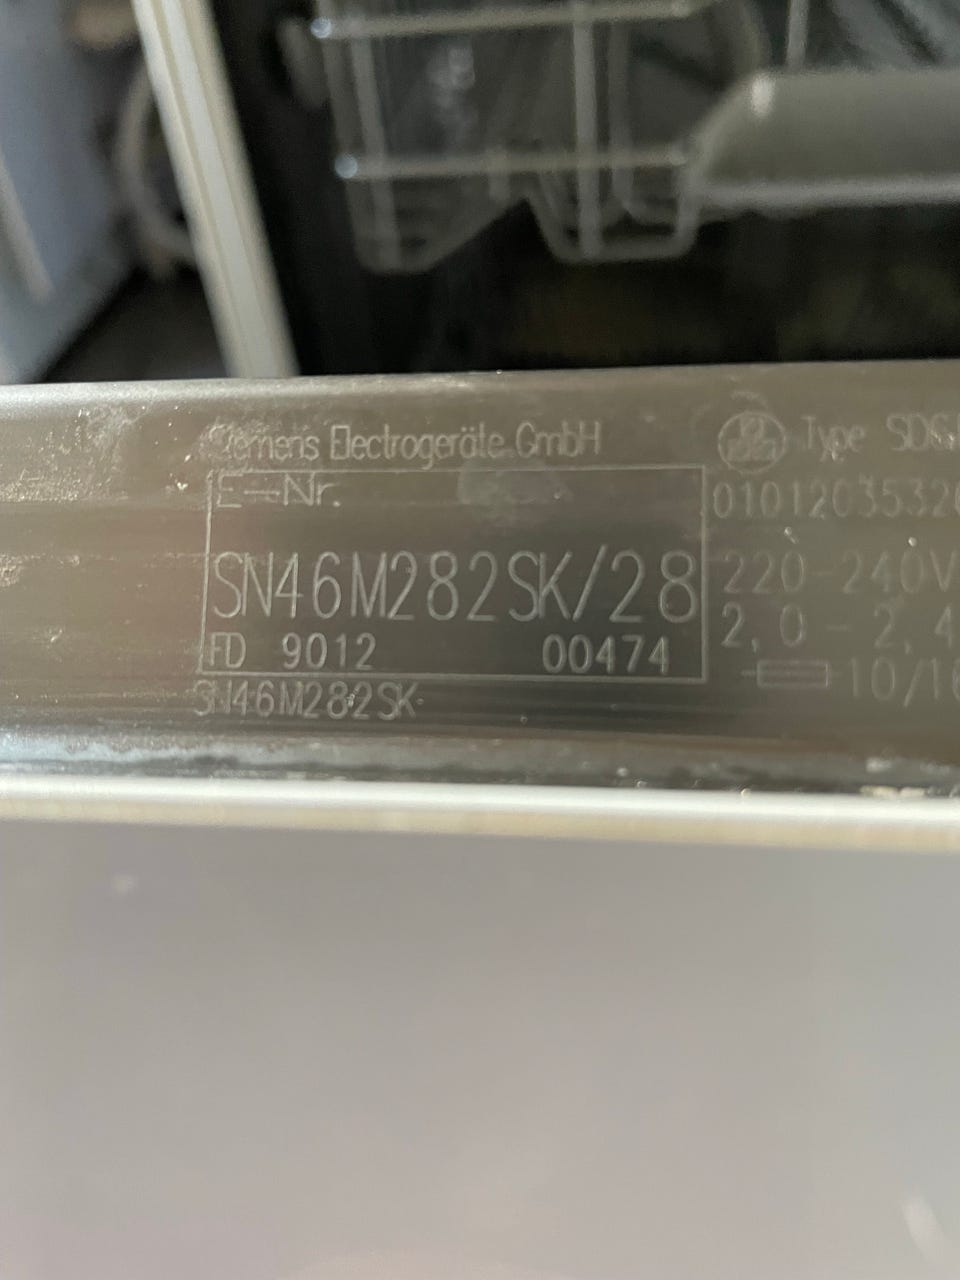 Siemens Electrogeräte GmbH
Type
E-Nr.
0101203532
SN46M282SK/28
220-240V
FD 9012 00474
2,0 - 2,4
SN46M282SK
10/16